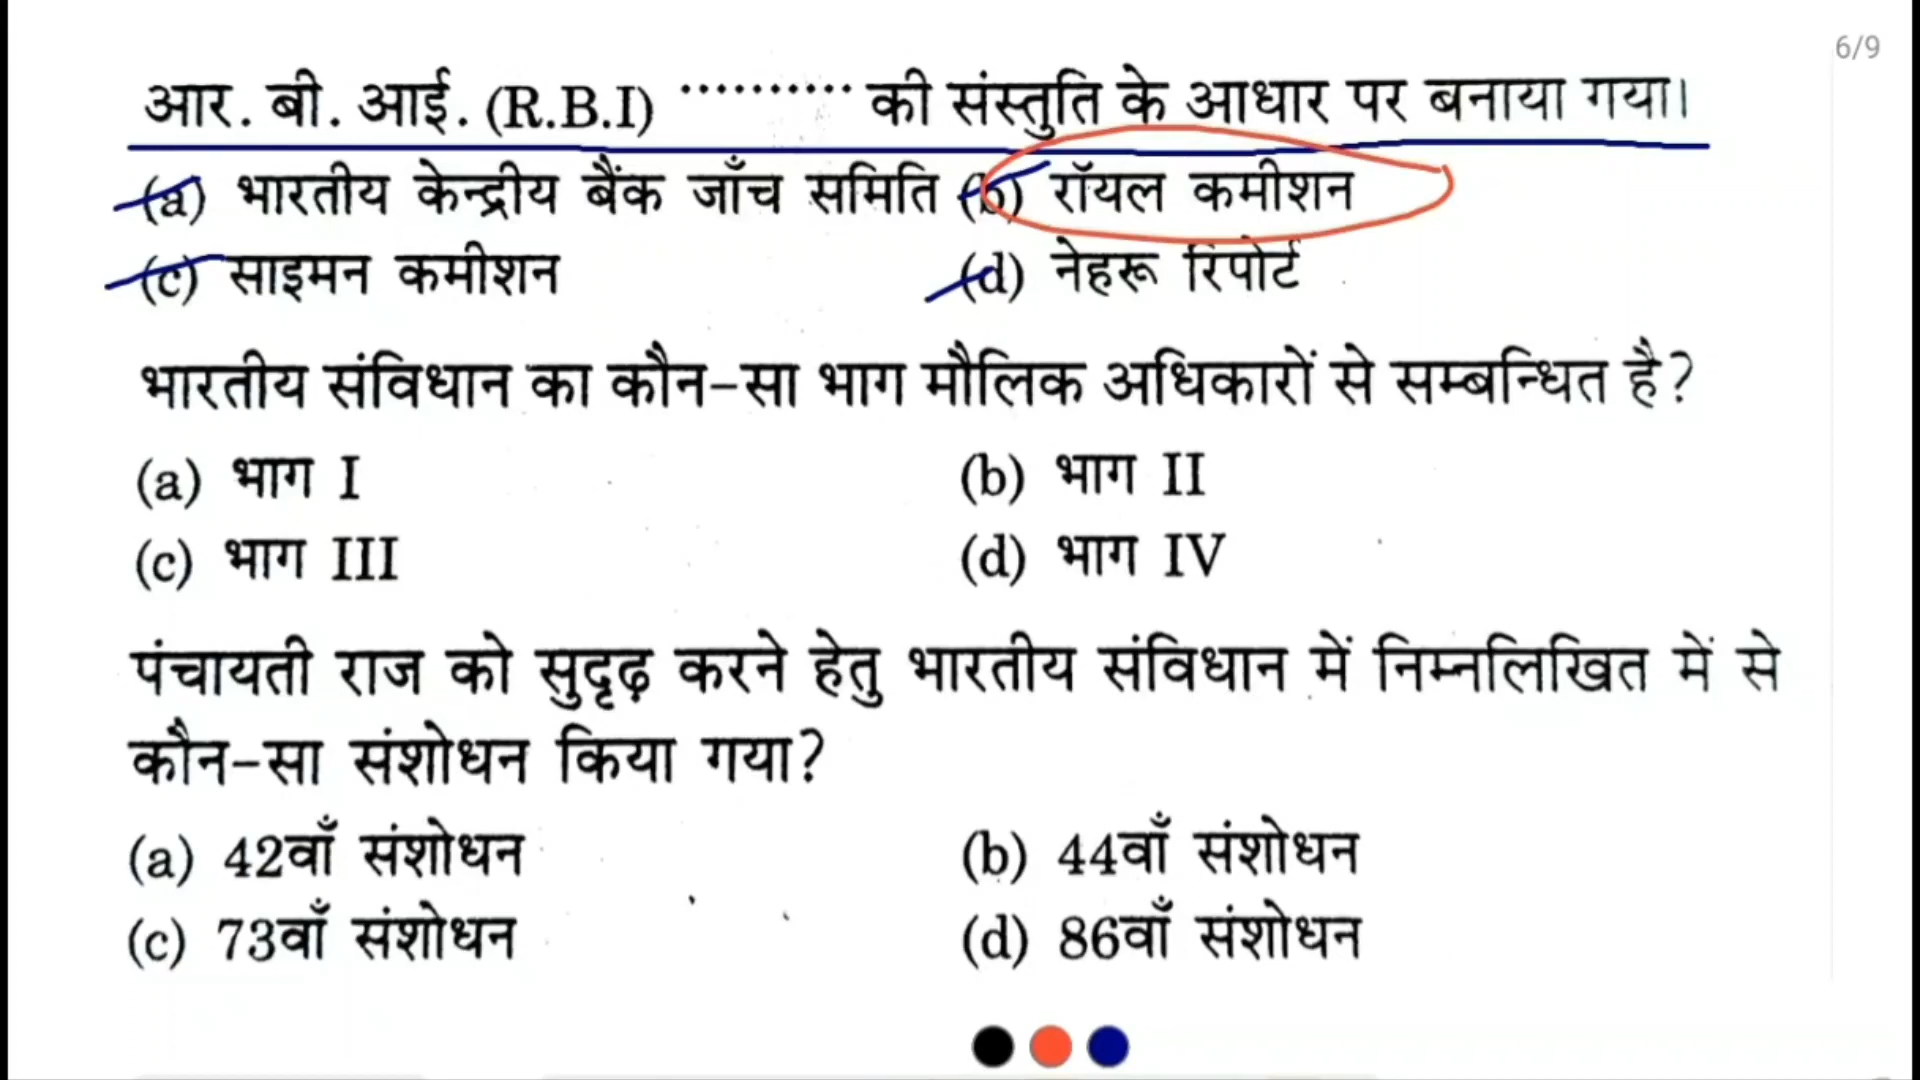 6/9
आर. बी. आई. (R.B.I) .......... की संस्तुति के आधार पर बनाया गया।
(a) भारतीय केन्द्रीय बैंक जाँच समिति (b) रॉयल कमीशन
(c) साइमन कमीशन (d) नेहरू रिपोर्ट
भारतीय संविधान का कौन-सा भाग मौलिक अधिकारों से सम्बन्धित है?
(a) भाग I (b) भाग II
(c) भाग III (d) भाग IV
पंचायती राज को सुदृढ़ करने हेतु भारतीय संविधान में निम्नलिखित में से
कौन-सा संशोधन किया गया?
(a) 42वाँ संशोधन (b) 44वाँ संशोधन
(c) 73वाँ संशोधन (d) 86वाँ संशोधन